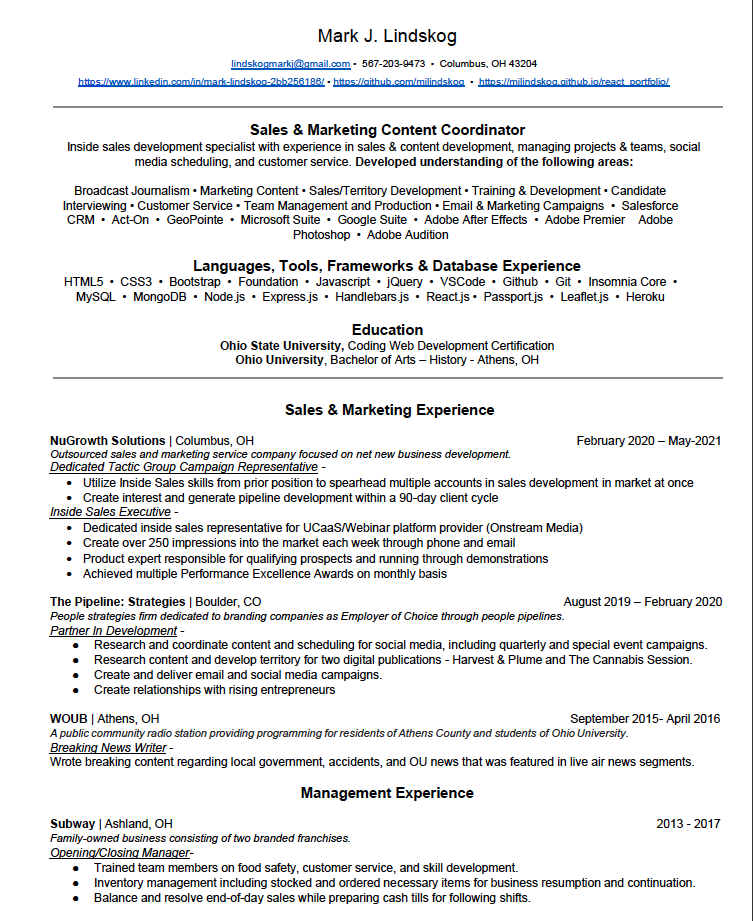 Mark J. Lindskog
lindskogmarkj@gmail.com • 567-203-9473 • Columbus, OH 43204
https://www.linkedin.com/in/mark-lindskog-2bb256186/ • https://github.com/mjlindskog • https://mjlindskog.github.io/react_portfolio/
Sales & Marketing Content Coordinator
Inside sales development specialist with experience in sales & content development, managing projects & teams, social
media scheduling, and customer service. Developed understanding of the following areas:
Broadcast Journalism • Marketing Content • Sales/Territory Development • Training & Development • Candidate
Interviewing • Customer Service • Team Management and Production • Email & Marketing Campaigns • Salesforce
CRM • Act-On • GeoPointe • Microsoft Suite • Google Suite • Adobe After Effects • Adobe Premier Adobe
Photoshop • Adobe Audition
Languages, Tools, Frameworks & Database Experience
HTML5 • CSS3 • Bootstrap • Foundation • Javascript • jQuery • VSCode • Github • Git • Insomnia Core •
MySQL • MongoDB • Node.js • Express.js • Handlebars.js • React.js • Passport.js • Leaflet.js • Heroku
Education
Ohio State University, Coding Web Development Certification
Ohio University, Bachelor of Arts – History - Athens, OH
Sales & Marketing Experience
NuGrowth Solutions | Columbus, OH February 2020 – May-2021
Outsourced sales and marketing service company focused on net new business development.
Dedicated Tactic Group Campaign Representative -
• Utilize Inside Sales skills from prior position to spearhead multiple accounts in sales development in market at once
• Create interest and generate pipeline development within a 90-day client cycle
Inside Sales Executive -
• Dedicated inside sales representative for UCaaS/Webinar platform provider (Onstream Media)
• Create over 250 impressions into the market each week through phone and email
• Product expert responsible for qualifying prospects and running through demonstrations
• Achieved multiple Performance Excellence Awards on monthly basis
The Pipeline: Strategies | Boulder, CO August 2019 – February 2020
People strategies firm dedicated to branding companies as Employer of Choice through people pipelines.
Partner In Development -
● Research and coordinate content and scheduling for social media, including quarterly and special event campaigns.
● Research content and develop territory for two digital publications - Harvest & Plume and The Cannabis Session.
● Create and deliver email and social media campaigns.
● Create relationships with rising entrepreneurs
WOUB | Athens, OH September 2015- April 2016
A public community radio station providing programming for residents of Athens County and students of Ohio University.
Breaking News Writer -
Wrote breaking content regarding local government, accidents, and OU news that was featured in live air news segments.
Management Experience
Subway | Ashland, OH 2013 - 2017
Family-owned business consisting of two branded franchises.
Opening/Closing Manager-
● Trained team members on food safety, customer service, and skill development.
● Inventory management including stocked and ordered necessary items for business resumption and continuation.
● Balance and resolve end-of-day sales while preparing cash tills for following shifts.